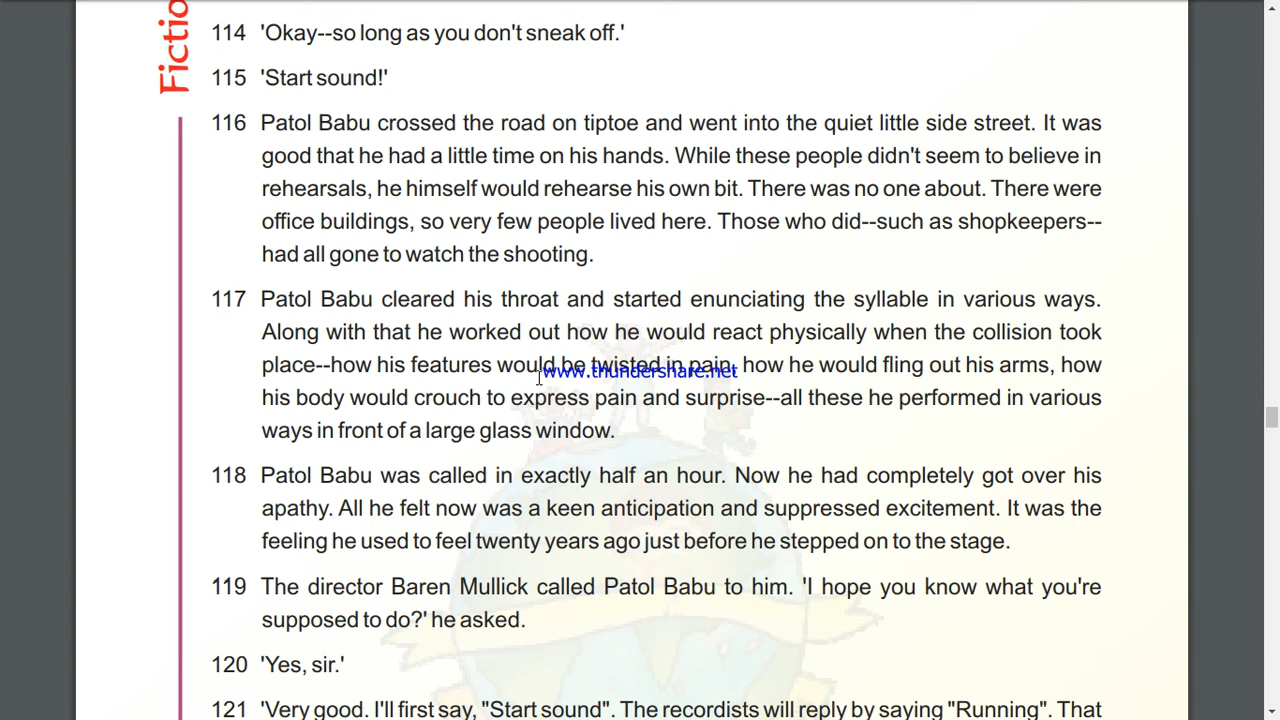 Fictio
114 'Okay--so long as you don't sneak off.'
115 'Start sound!'
116 Patol Babu crossed the road on tiptoe and went into the quiet little side street. It was
good that he had a little time on his hands. While these people didn't seem to believe in
rehearsals, he himself would rehearse his own bit. There was no one about. There were
office buildings, so very few people lived here. Those who did--such as shopkeepers--
had all gone to watch the shooting.
117 Patol Babu cleared his throat and started enunciating the syllable in various ways.
Along with that he worked out how he would react physically when the collision took
place--how his features would be twisted in pain, how he would fling out his arms, how
www.thundershare.net
his body would crouch to express pain and surprise--all these he performed in various
ways in front of a large glass window.
118 Patol Babu was called in exactly half an hour. Now he had completely got over his
apathy. All he felt now was a keen anticipation and suppressed excitement. It was the
feeling he used to feel twenty years ago just before he stepped on to the stage.
119 The director Baren Mullick called Patol Babu to him. 'I hope you know what you're
supposed to do?' he asked.
120 'Yes, sir.'
121 'Very good. I'll first say, "Start sound". The recordists will reply by saying "Running". That